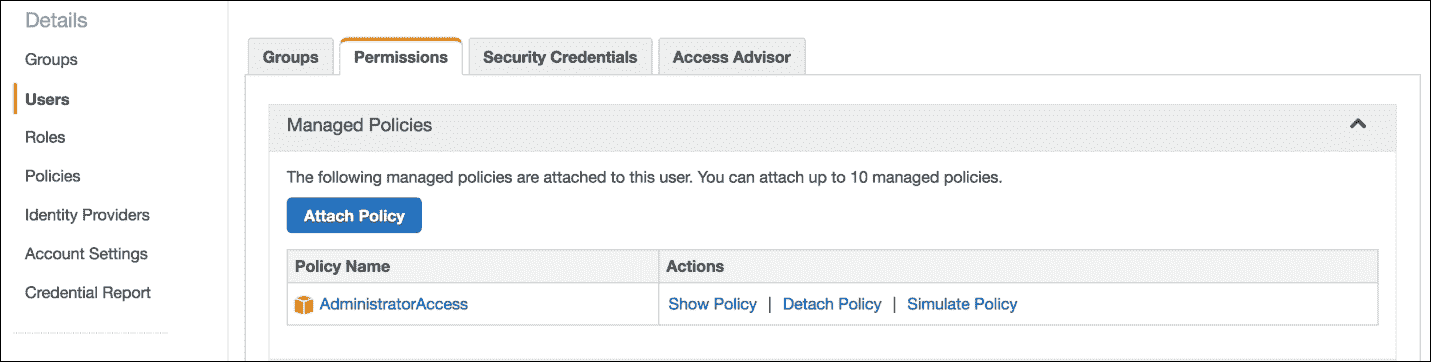 Details
Groups
Users
Roles
Policies
Identity Providers
Account Settings
Credential Report
Groups Permissions Security Credentials Access Advisor
Managed Policies
The following managed policies are attached to this user. You can attach up to 10 managed policies.
Attach Policy
Policy Name Actions
AdministratorAccess Show Policy | Detach Policy | Simulate Policy